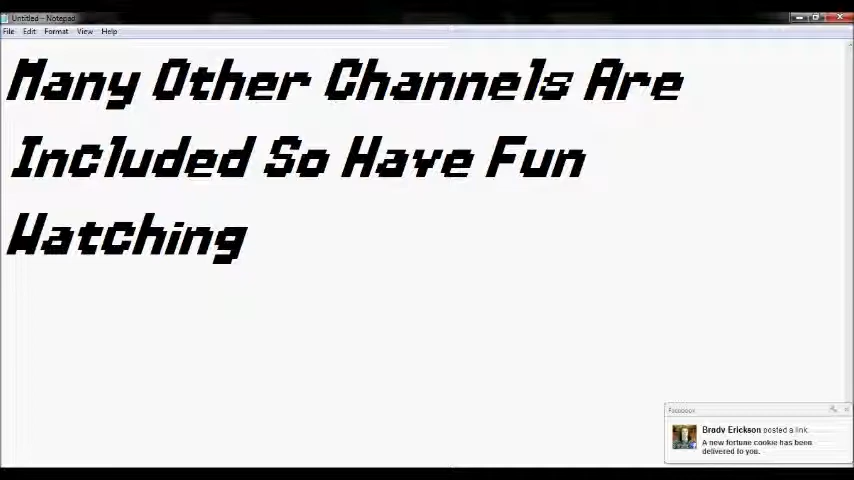 Untitled - Notepad
File Edit Format View Help
Many Other Channels Are
Included So Have Fun
Watching
Facebook
Brady Erickson posted a link.
A new fortune cookie has been
delivered to you.